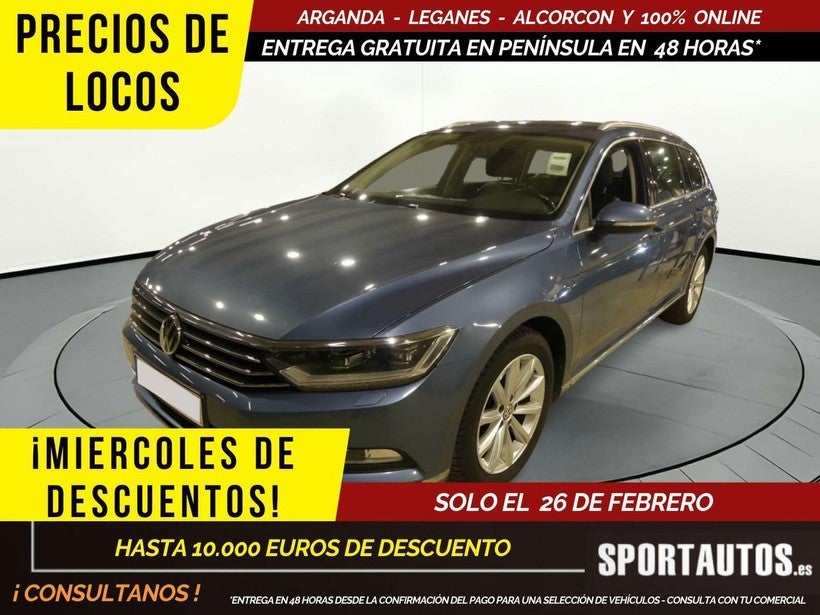 PRECIOS DE
LOCOS
ARGANDA - LEGANES - ALCORCON Y 100% ONLINE
ENTREGA GRATUITA EN PENÍNSULA EN 48 HORAS*
¡MIERCOLES DE
DESCUENTOS!
SOLO EL 26 DE FEBRERO
HASTA 10.000 EUROS DE DESCUENTO
SPORTAUTOS.es
¡ CONSULTANOS !
*ENTREGA EN 48 HORAS DESDE LA CONFIRMACIÓN DEL PAGO PARA UNA SELECCIÓN DE VEHÍCULOS - CONSULTA CON TU COMERCIAL